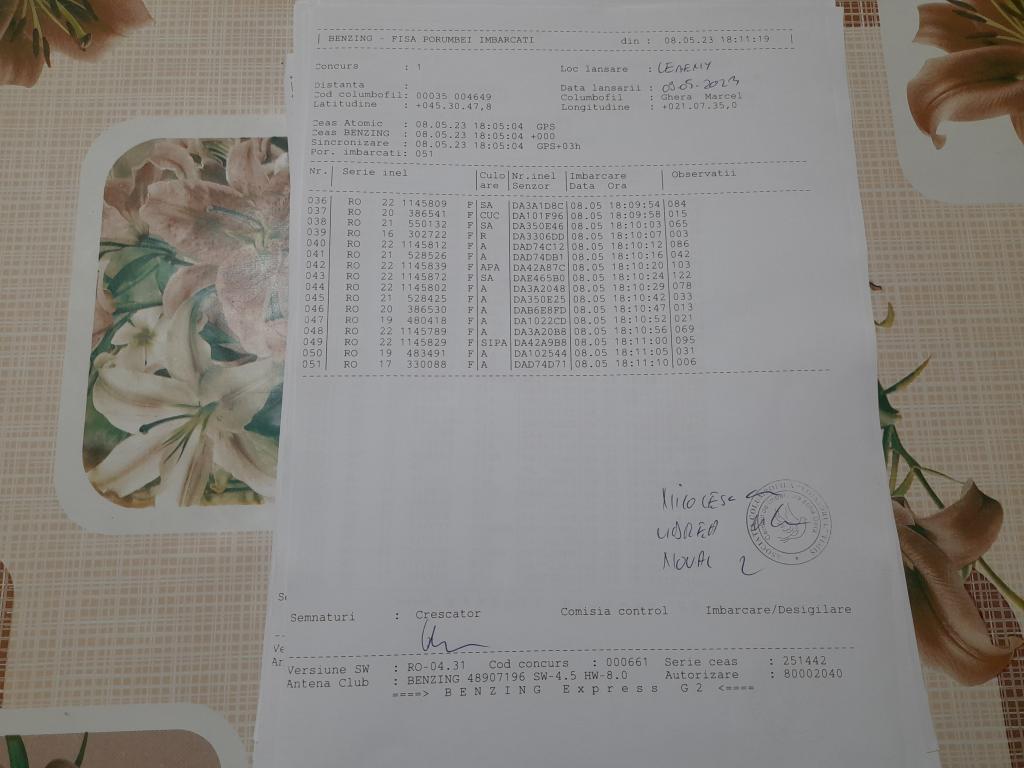 | BENZING - FISA PORUMBEI IMBARCATI din : 08.05.23 18:11:19 |
Concurs : 1 Loc lansare :
Distanta : Data lansarii : 09.05.2023
Cod columbofil: 00035 004649 Columbofil : Ghera Marcel
Latitudine : +045.30.47,8 Longitudine : +021.07.35,0
Ceas Atomic : 08.05.23 18:05:04 GPS
Ceas BENZING : 08.05.23 18:05:04 +000
Sincronizare : 08.05.23 18:05:04 GPS+03h
Por. imbarcati: 051
Nr.| Serie inel |Culo|Nr.inel |Imbarcare | Observatii
|are |Senzor |Data Ora |
036 RO 22 1145809 F|SA |DA3A1D8C|08.05 18:09:54|084
037 RO 20 386541 F|CUC |DA101F96|08.05 18:09:58|015
038 RO 21 550132 F|SA |DA350E46|08.05 18:10:03|065
039 RO 16 302722 F|R |DA3306DD|08.05 18:10:07|003
040 RO 22 1145812 F|A |DAD74C12|08.05 18:10:12|086
041 RO 21 528526 F|A |DAD74DB1|08.05 18:10:16|042
042 RO 22 1145839 F|APA |DA42A87C|08.05 18:10:20|103
043 RO 22 1145872 F|SA |DAE465B0|08.05 18:10:24|122
044 RO 22 1145802 F|A |DA3A2048|08.05 18:10:29|078
045 RO 21 528425 F|A |DA350E25|08.05 18:10:42|033
046 RO 20 386530 F|A |DAB6E8FD|08.05 18:10:47|013
047 RO 19 480418 F|A |DA1022CD|08.05 18:10:52|021
048 RO 22 1145789 F|A |DA3A20B8|08.05 18:10:56|069
049 RO 22 1145829 F|SIPA|DA42A9B8|08.05 18:11:00|095
050 RO 19 483491 F|A |DA102544|08.05 18:11:05|031
051 RO 17 330088 F|A |DAD74D71|08.05 18:11:10|006
Semnaturi : Crescator Comisia control Imbarcare/Desigilare
Versiune SW : RO-04.31 Cod concurs : 000661 Serie ceas : 251442
Antena Club : BENZING 48907196 SW-4.5 HW-8.0 Autorizare : 80002040
====> B E N Z I N G E x p r e s s G 2 <====